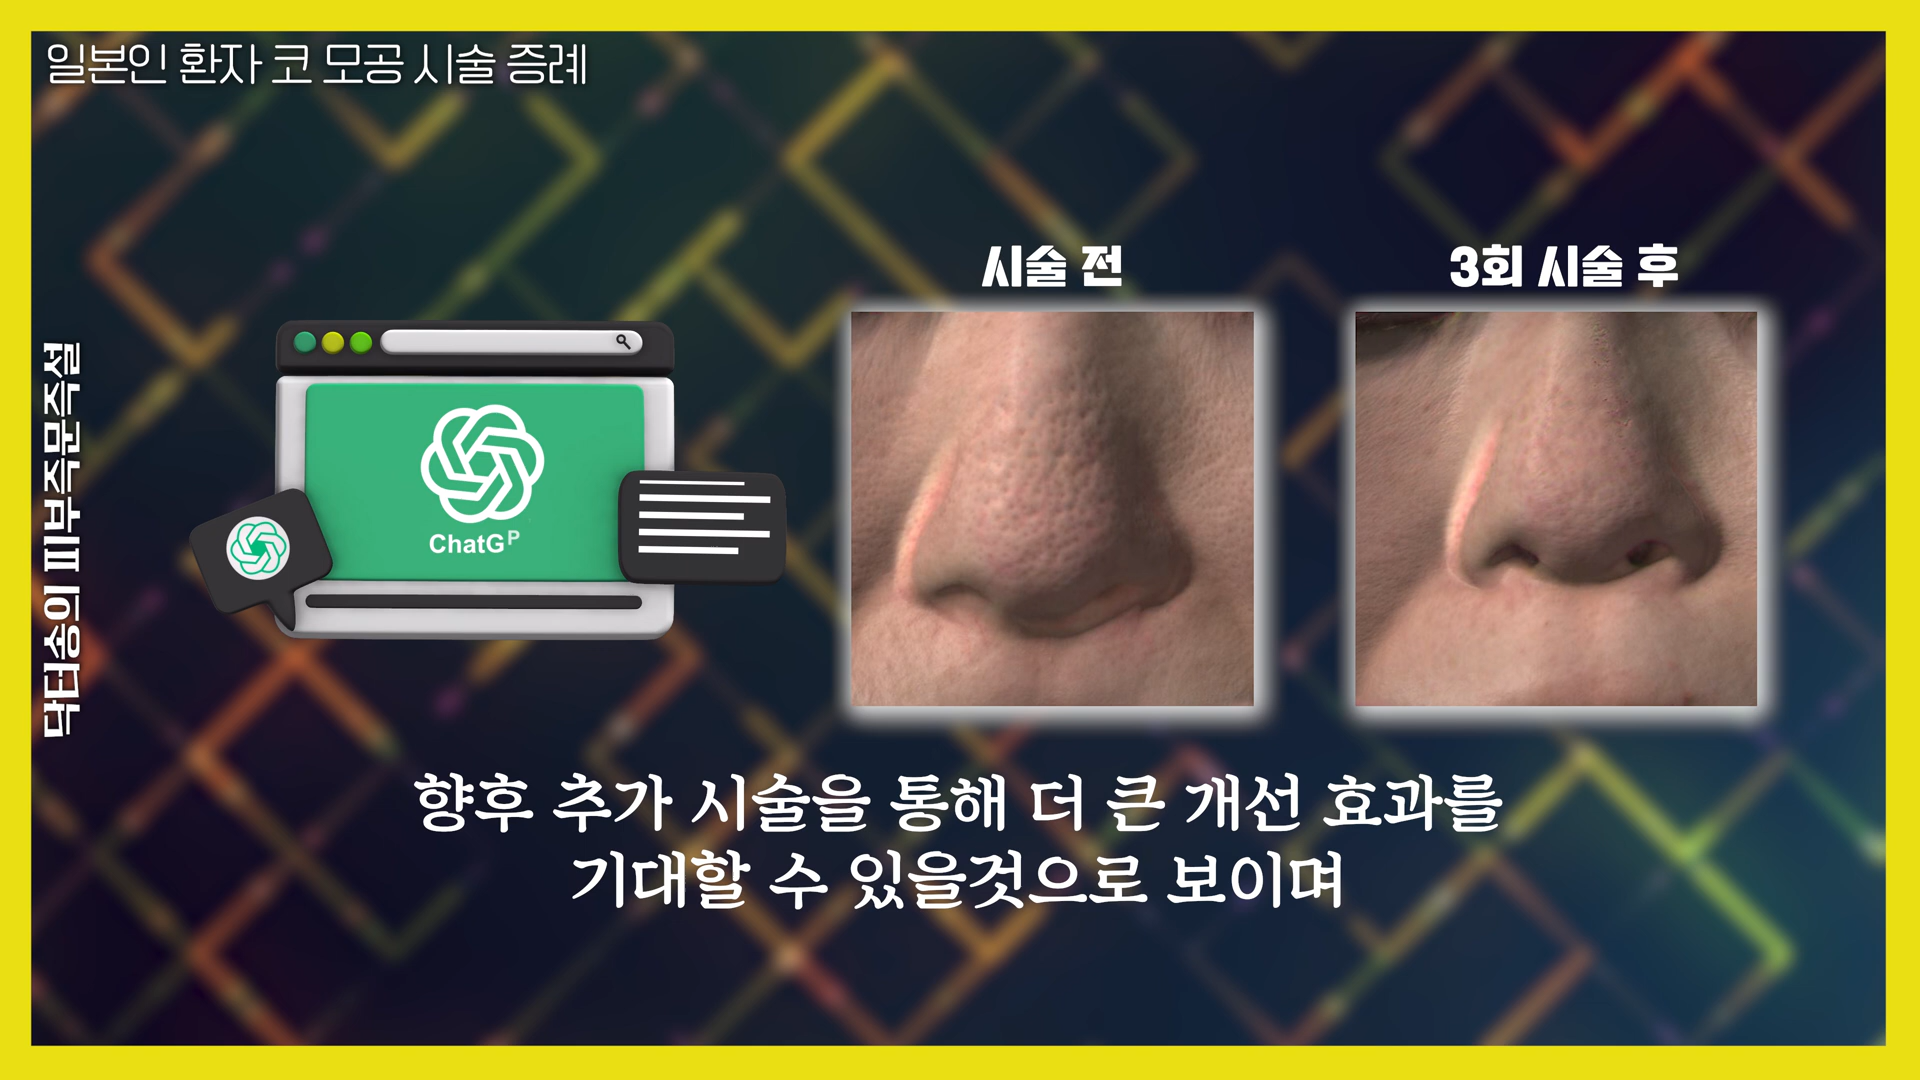 일본인 환자 코 모공 시술 증례
닥터송의 피부즉문즉설
시술 전
3회 시술 후
ChatGP
향후 추가 시술을 통해 더 큰 개선 효과를
기대할 수 있을것으로 보이며